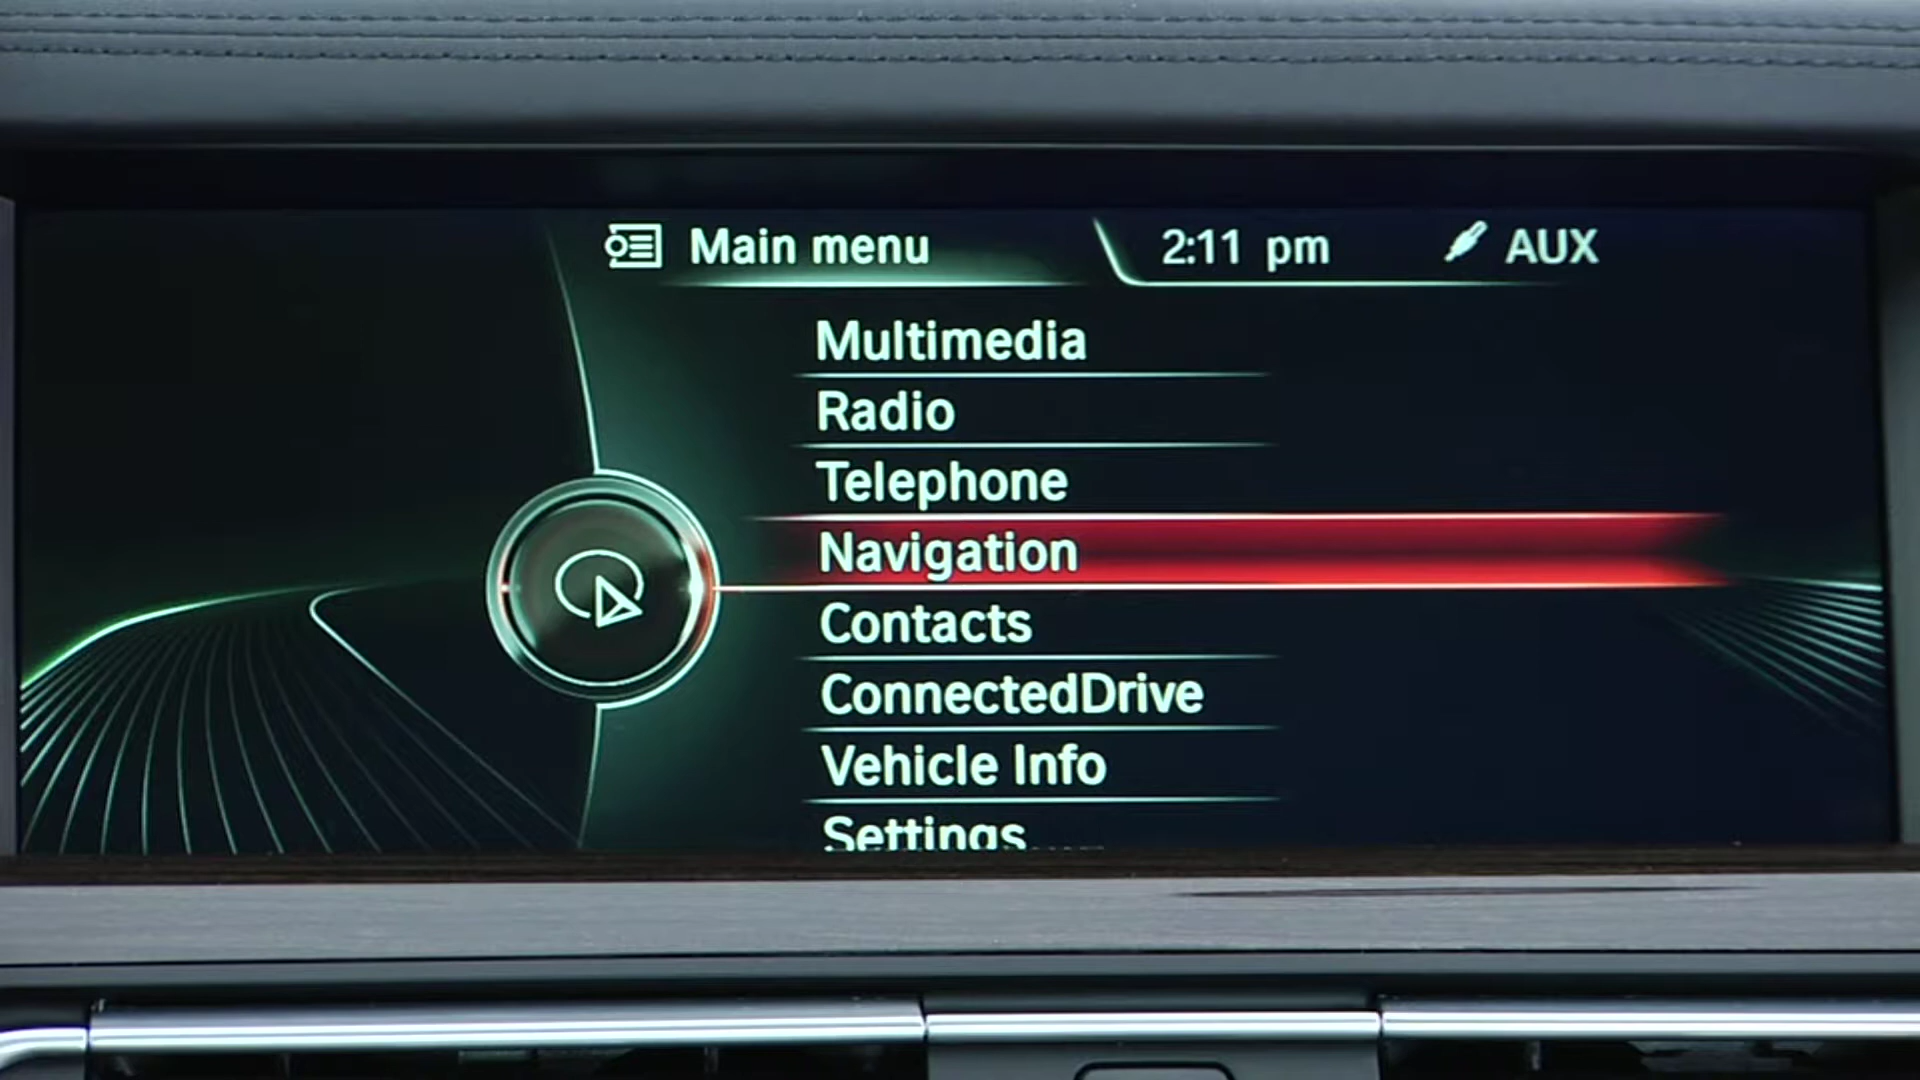 Main menu
2:11 pm
AUX
Multimedia
Radio
Telephone
Navigation
Contacts
ConnectedDrive
Vehicle Info
Settings